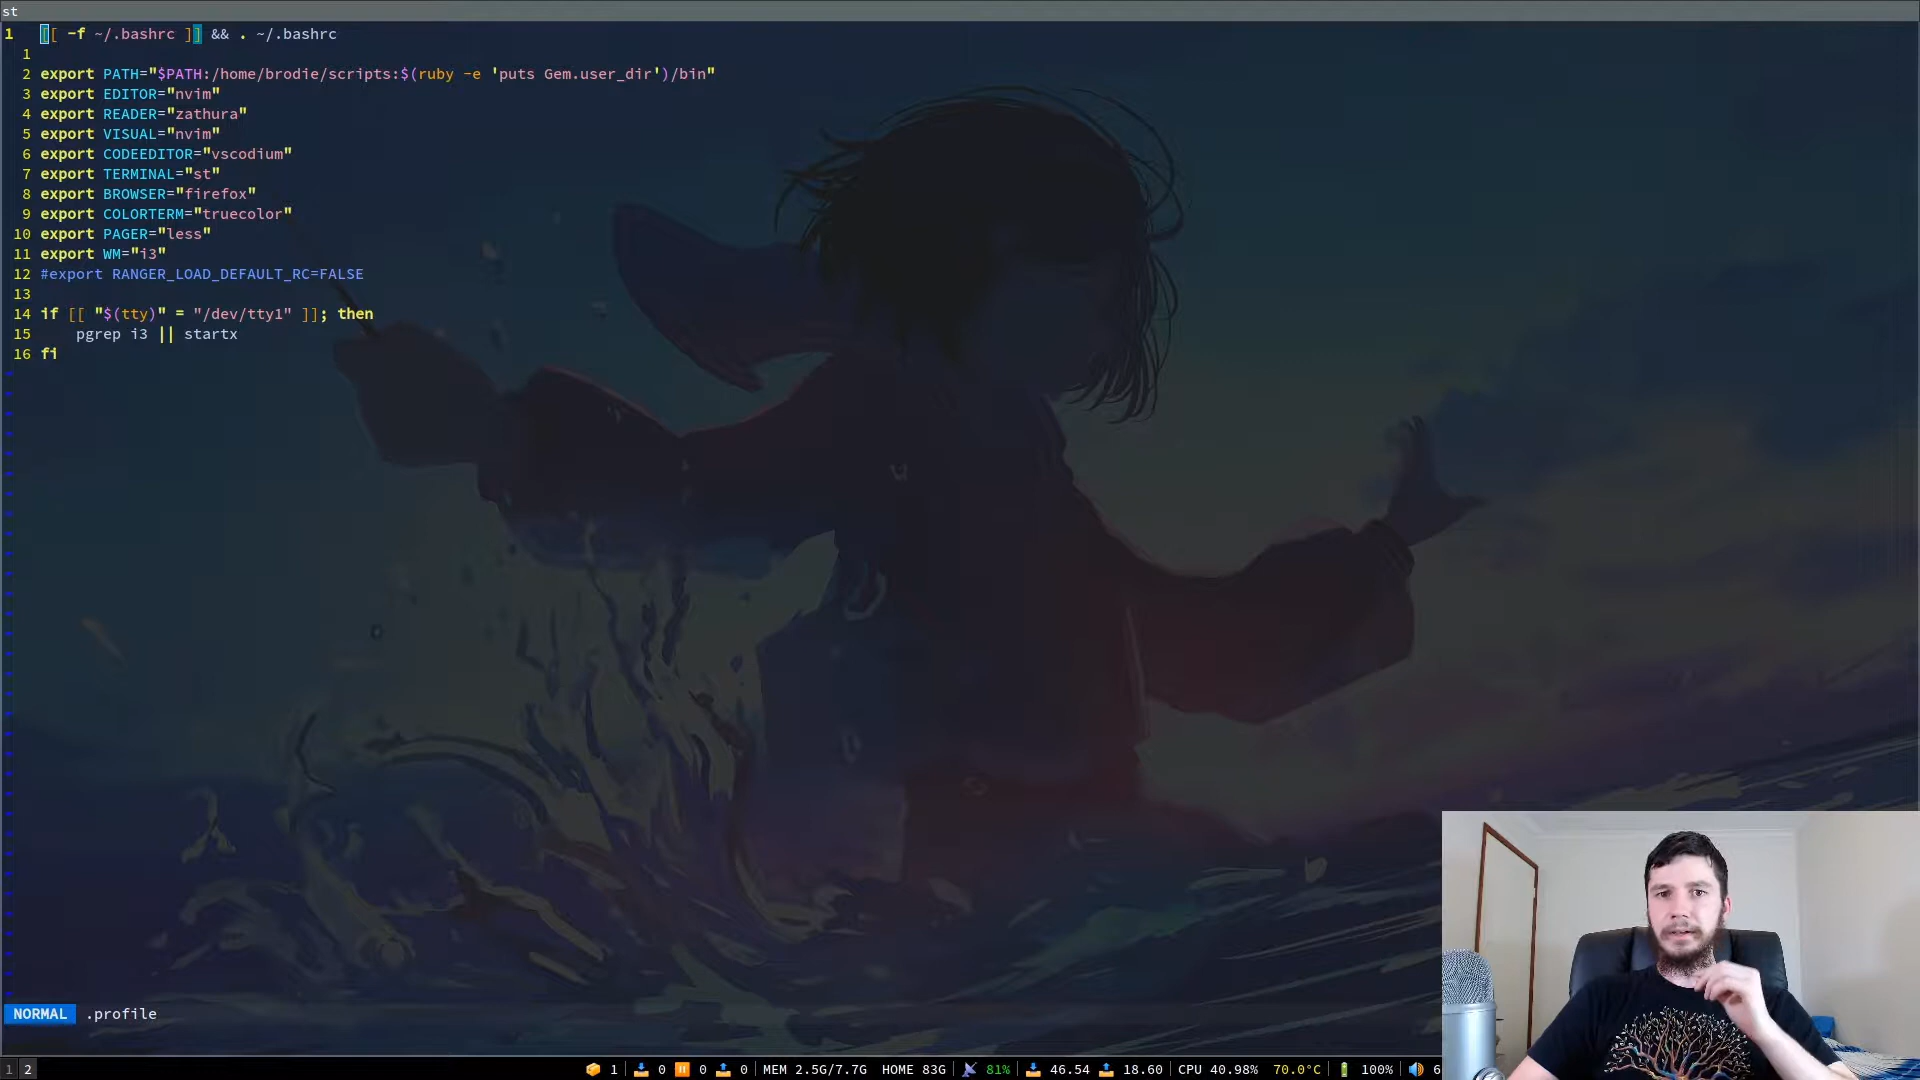 st
1 [[ -f ~/.bashrc ]] && . ~/.bashrc
1
2 export PATH="$PATH:/home/brodie/scripts:$(ruby -e 'puts Gem.user_dir')/bin"
3 export EDITOR="nvim"
4 export READER="zathura"
5 export VISUAL="nvim"
6 export CODEEDITOR="vscodium"
7 export TERMINAL="st"
8 export BROWSER="firefox"
9 export COLORTERM="truecolor"
10 export PAGER="less"
11 export WM="i3"
12 #export RANGER_LOAD_DEFAULT_RC=FALSE
13
14 if [[ "$(tty)" = "/dev/tty1" ]]; then
15 pgrep i3 || startx
16 fi
NORMAL .profile
1 2 1 0 0 0 MEM 2.5G/7.7G HOME 83G 81% 46.54 18.60 CPU 40.98% 70.0°C 100% 6